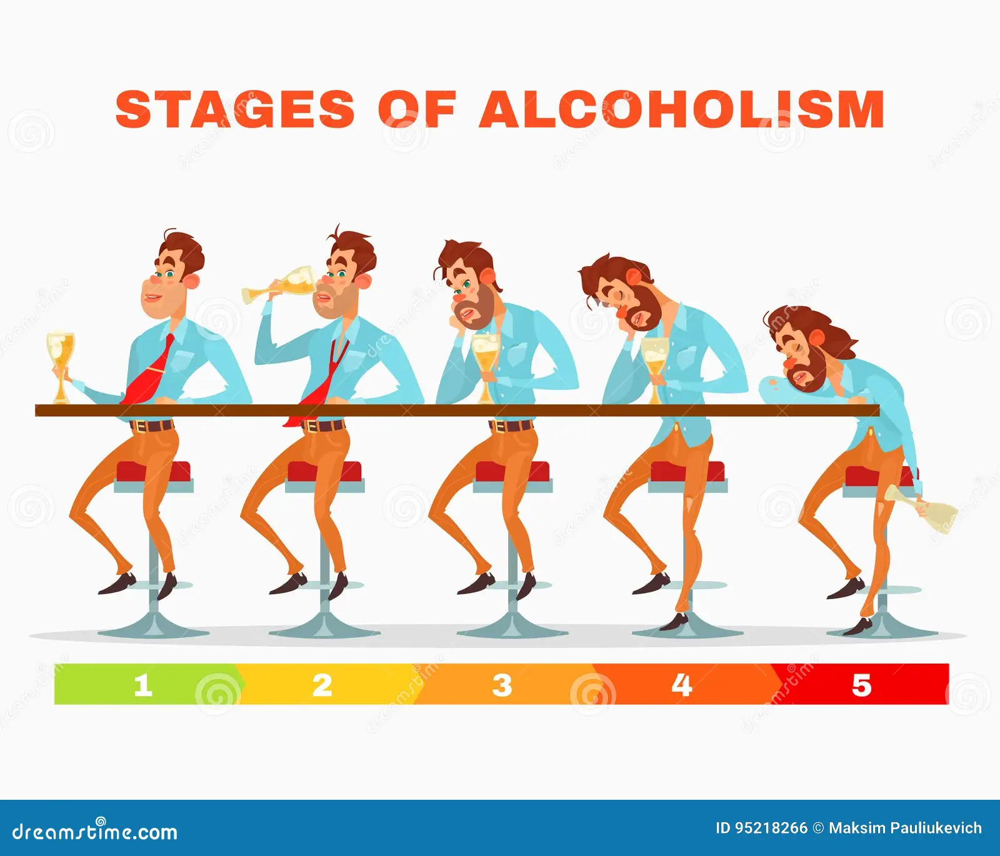 STAGES OF ALCOHOLISM
1 2 3 4 5
dreamstime.com
ID 95218266 © Maksim Pauliukevich